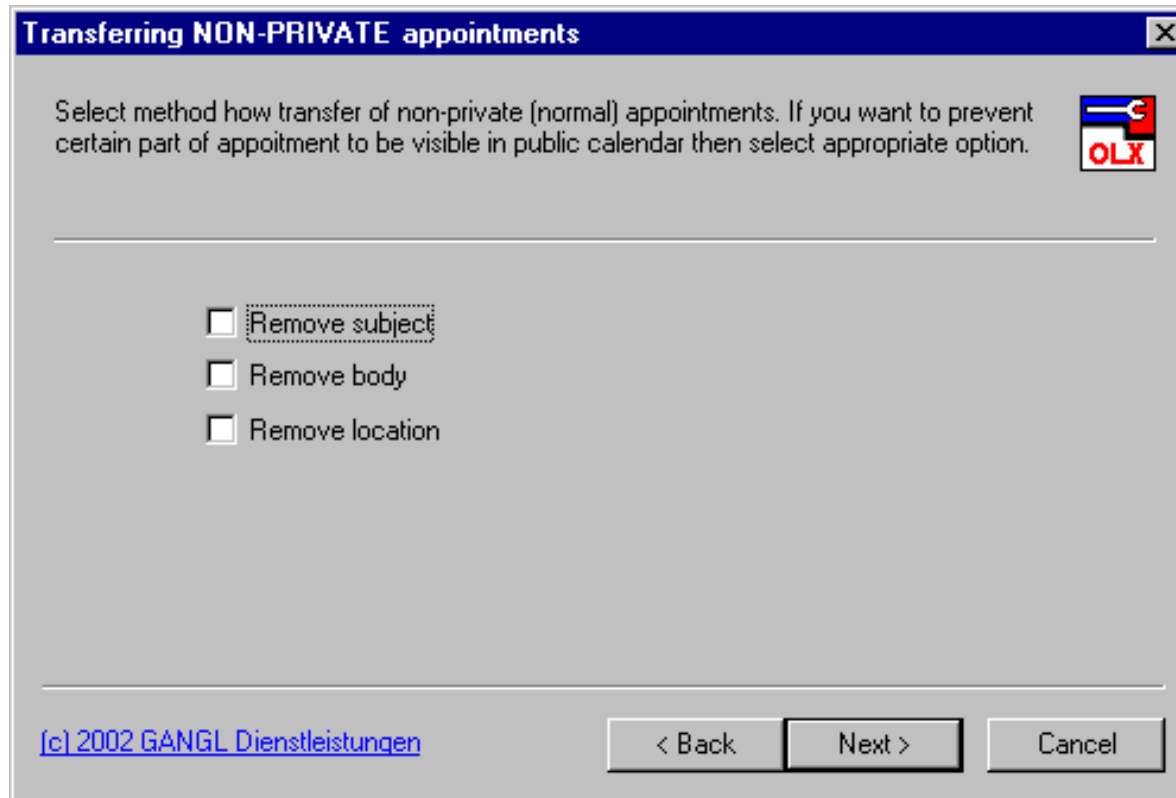 Transferring NON-PRIVATE appointments
Select method how transfer of non-private (normal) appointments. If you want to prevent
certain part of appoitment to be visible in public calendar then select appropriate option.
OLX
Remove subject
Remove body
Remove location
(c) 2002 GANGL Dienstleistungen
< Back
Next >
Cancel